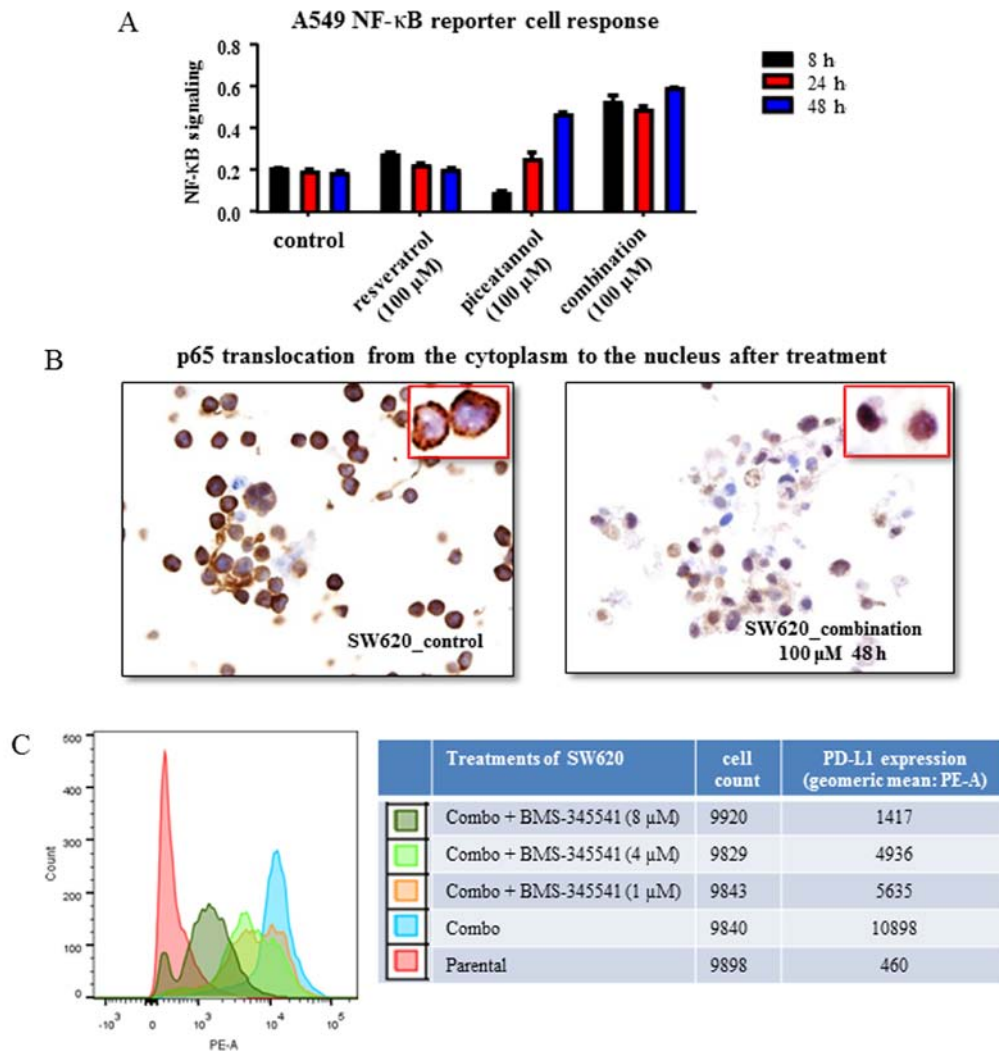 A
A549 NF-κB reporter cell response
NF-κB signaling
0.8
0.6
0.4
0.2
0.0
control
resveratrol
(100 μM)
piceatannol
(100 μM)
combination
(100 μM)
8 h
24 h
48 h
B
p65 translocation from the cytoplasm to the nucleus after treatment
SW620_control
SW620_combination
100 μM 48 h
C
500
400
300
200
100
0
Count
-10³ 0 10³ 10⁴ 10⁵
PE-A
Treatments of SW620 cell count PD-L1 expression (geomeric mean: PE-A)
Combo + BMS-345541 (8 μM) 9920 1417
Combo + BMS-345541 (4 μM) 9829 4936
Combo + BMS-345541 (1 μM) 9843 5635
Combo 9840 10898
Parental 9898 460